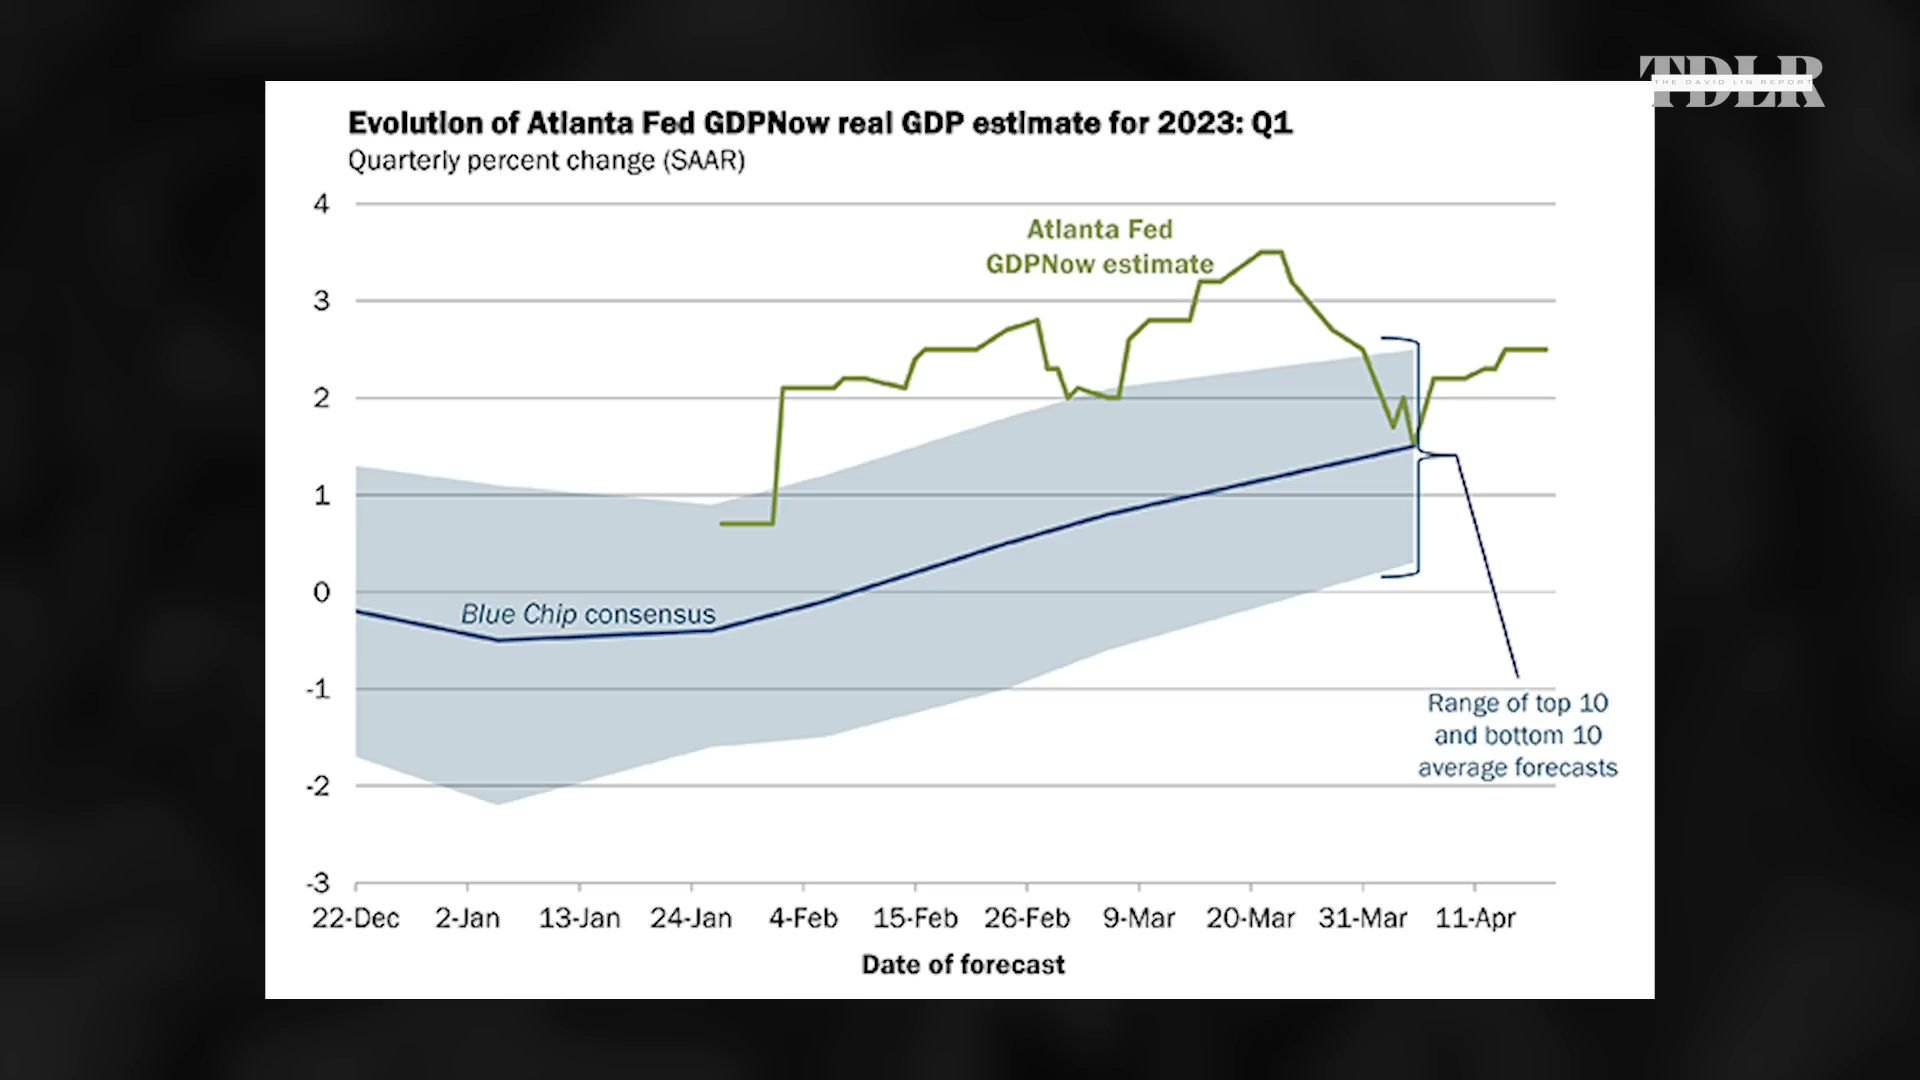 TDLR
THE DAVID LIN REPORT
Evolution of Atlanta Fed GDPNow real GDP estimate for 2023: Q1
Quarterly percent change (SAAR)
4
3
2
1
0
-1
-2
-3
Atlanta Fed
GDPNow estimate
Blue Chip consensus
Range of top 10
and bottom 10
average forecasts
22-Dec 2-Jan 13-Jan 24-Jan 4-Feb 15-Feb 26-Feb 9-Mar 20-Mar 31-Mar 11-Apr
Date of forecast